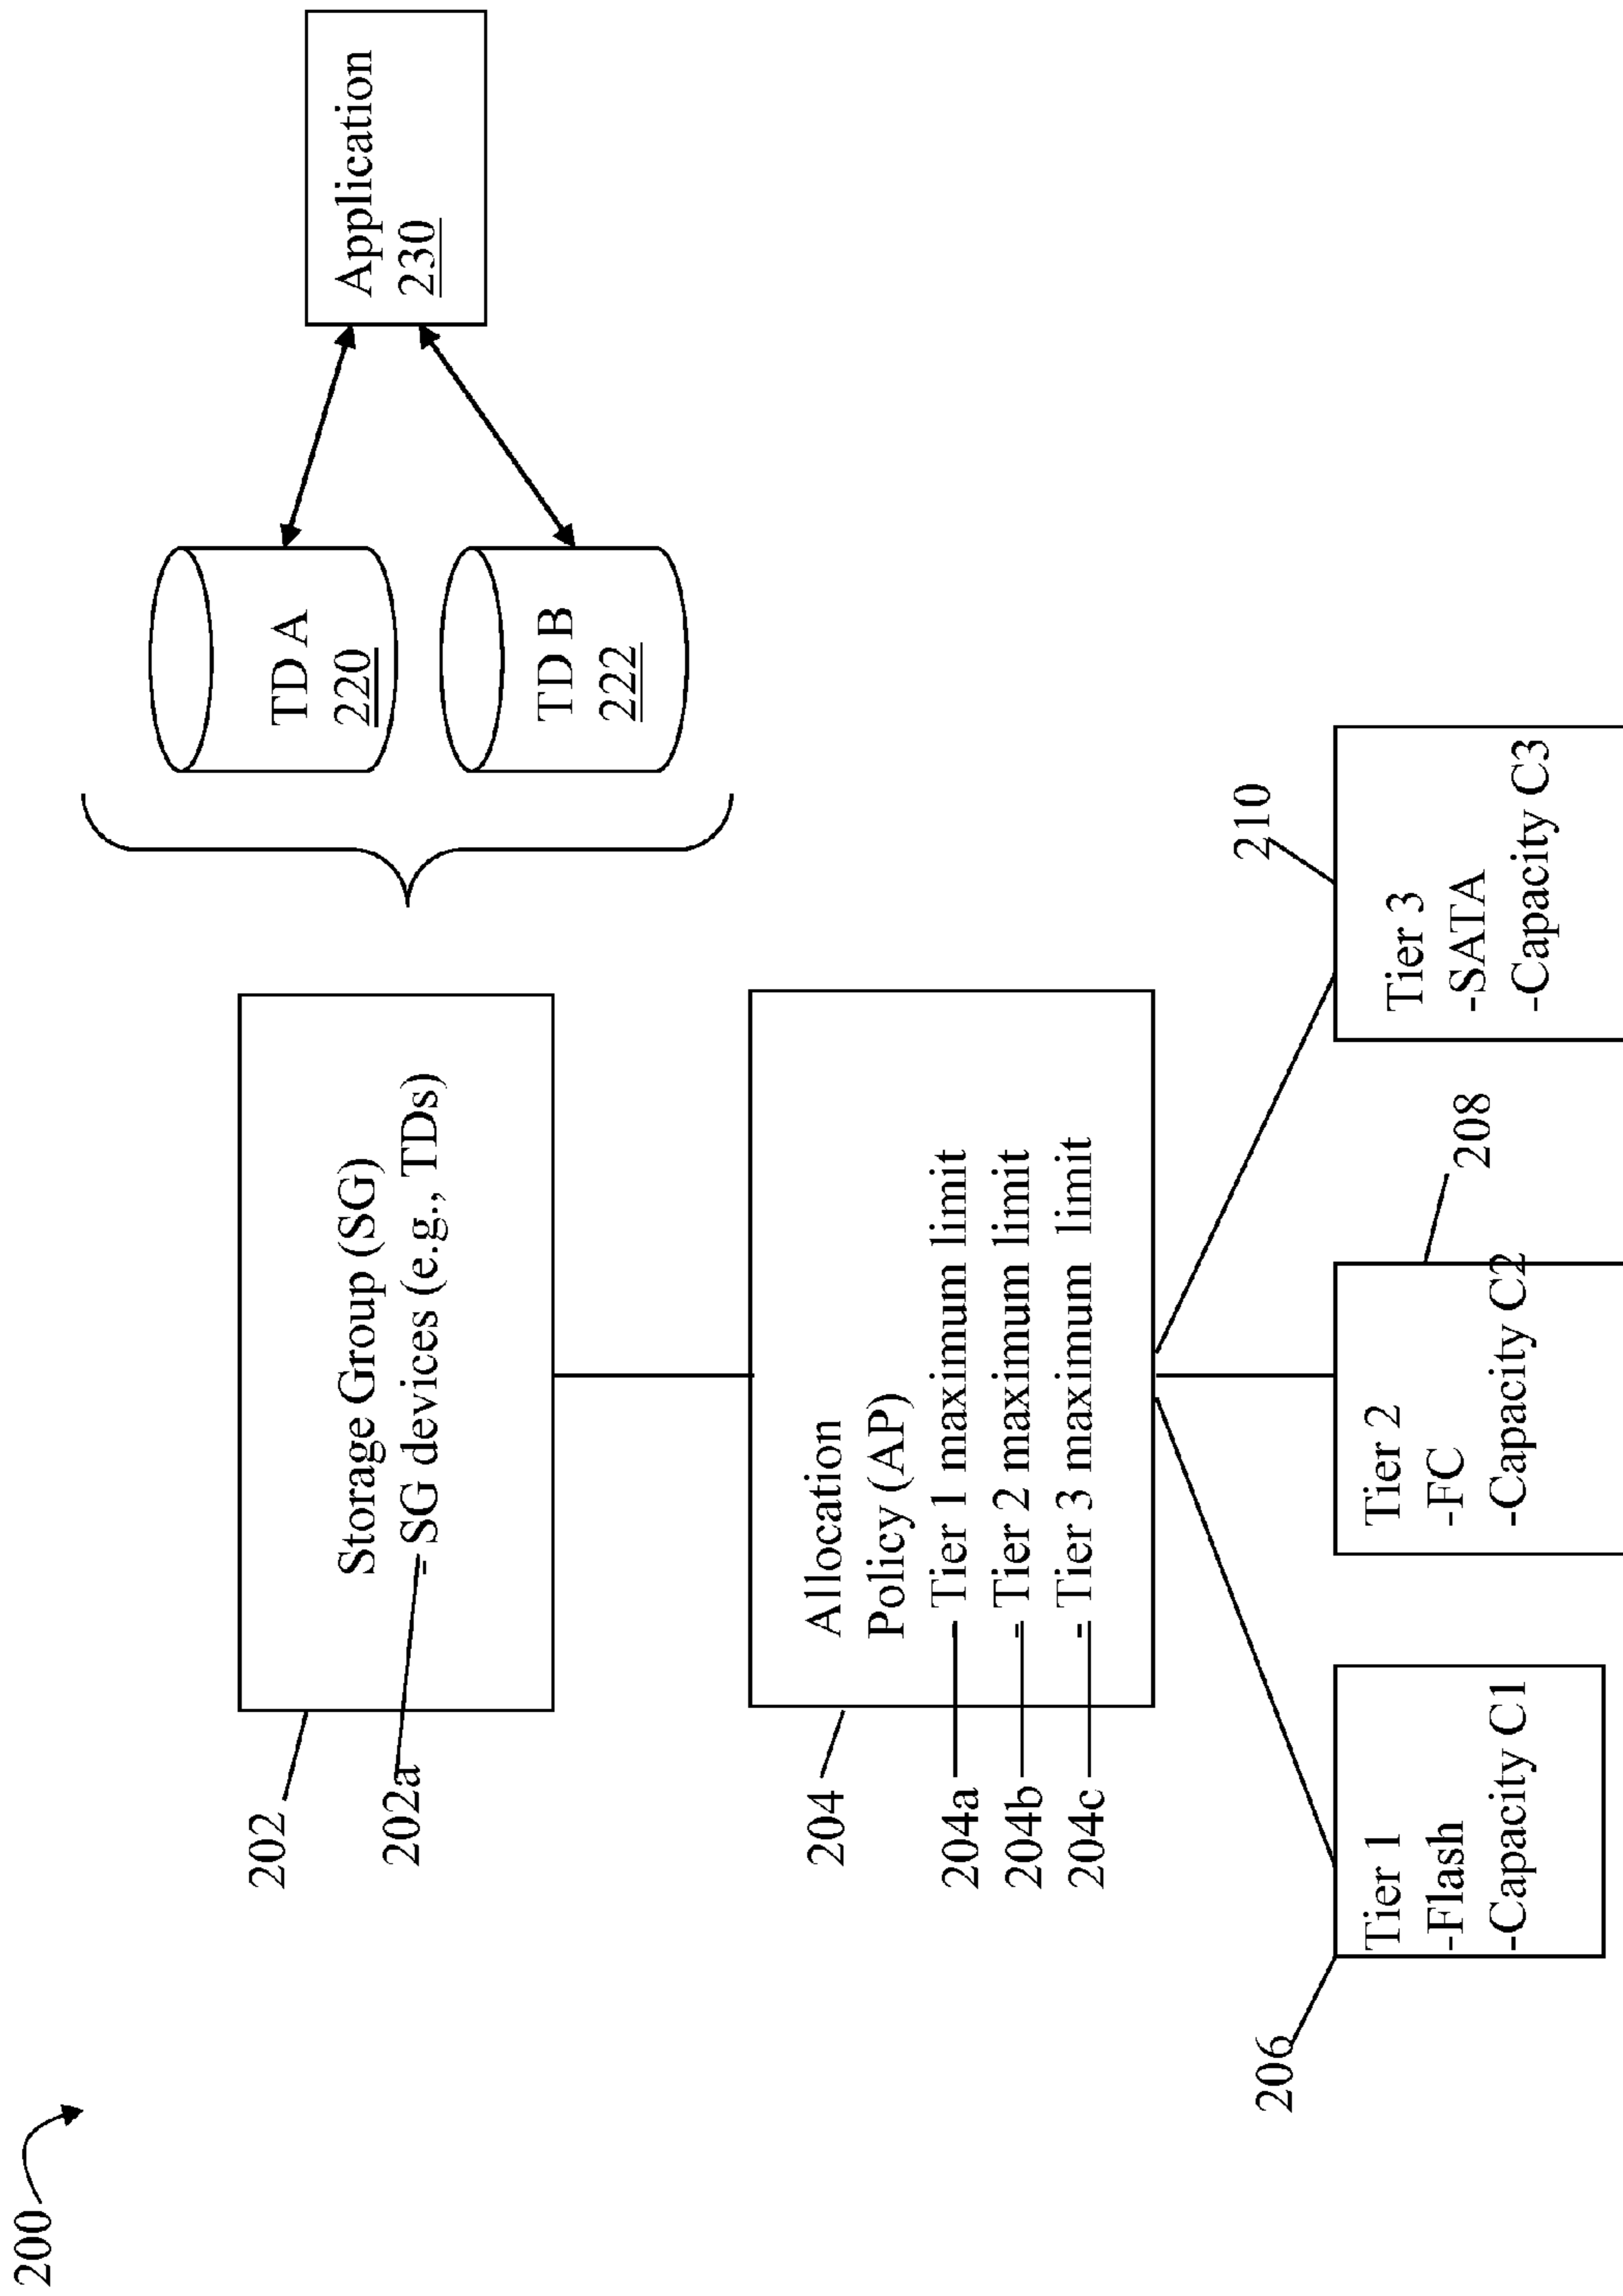 200
202
Storage Group (SG)
202a
- SG devices (e.g., TDs)
TD A
220
TD B
222
Application
230
204
Allocation
Policy (AP)
204a
- Tier 1 maximum limit
204b
- Tier 2 maximum limit
204c
- Tier 3 maximum limit
206
Tier 1
-Flash
-Capacity C1
208
Tier 2
-FC
-Capacity C2
210
Tier 3
-SATA
-Capacity C3